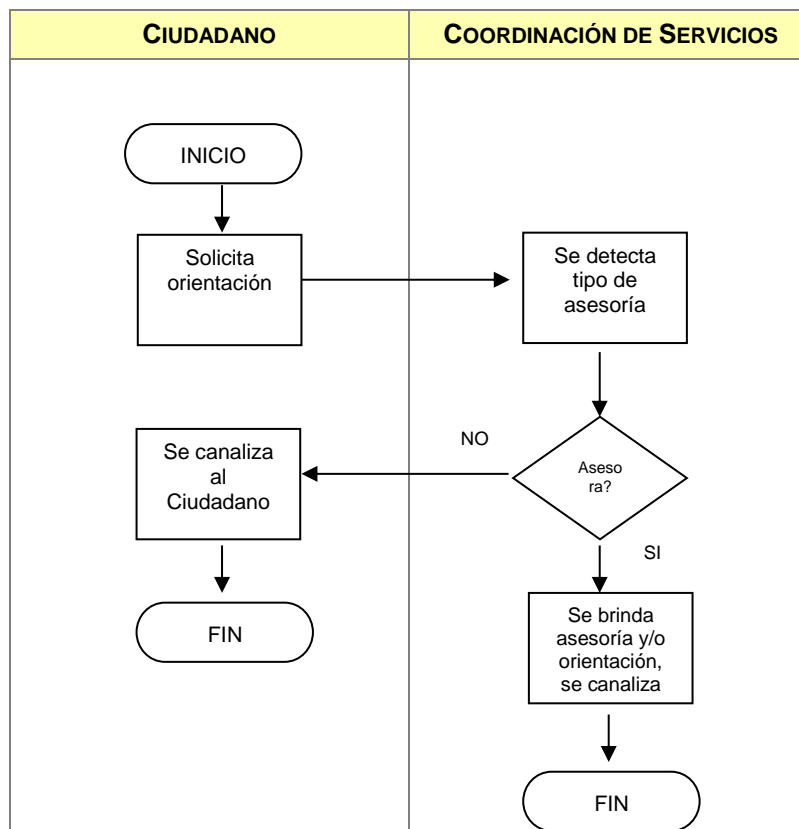 CIUDADANO
COORDINACIÓN DE SERVICIOS
INICIO
Solicita
orientación
Se detecta
tipo de
asesoría
Se canaliza
al
Ciudadano
NO
Aseso
ra?
SI
FIN
Se brinda
asesoría y/o
orientación,
se canaliza
FIN